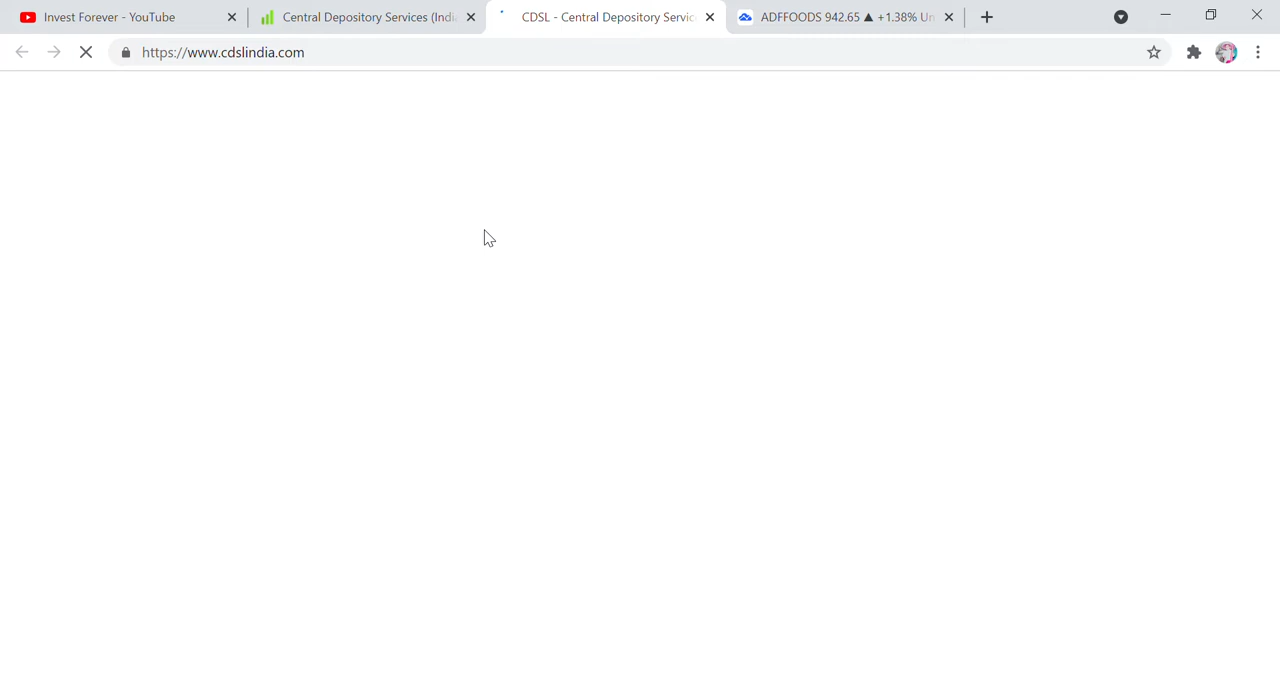 Invest Forever - YouTube
Central Depository Services (Indi
CDSL - Central Depository Servic
ADFFOODS 942.65 ▲ +1.38% Un
https://www.cdslindia.com